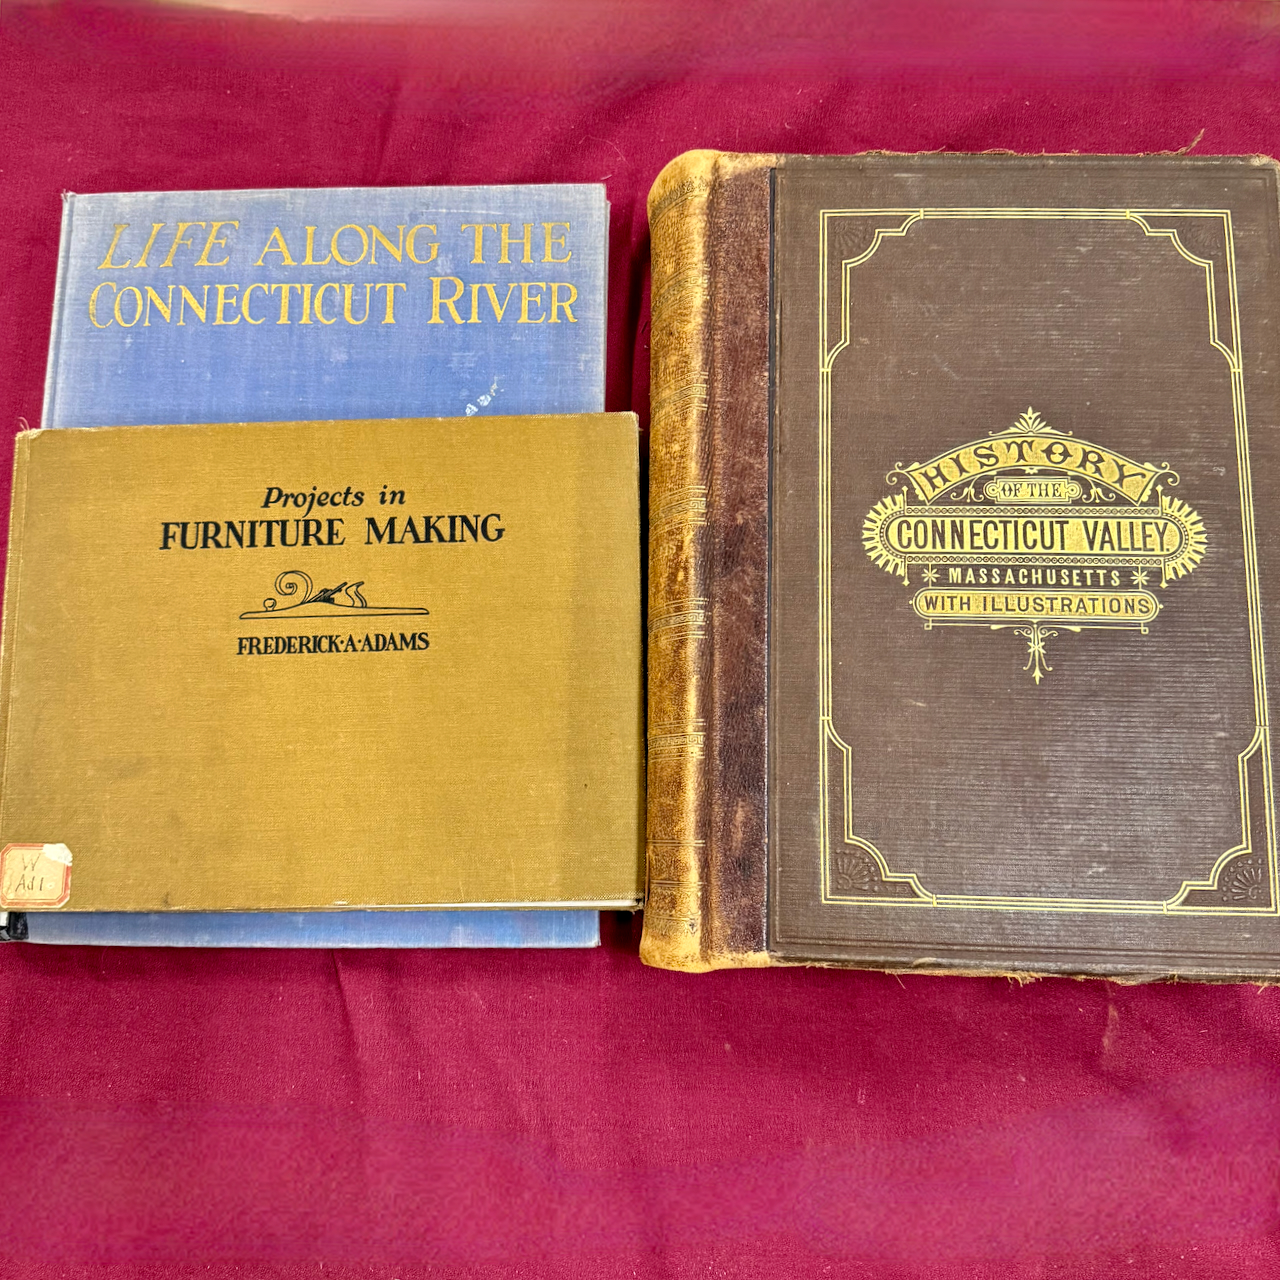 LIFE ALONG THE
CONNECTICUT RIVER
Projects in
FURNITURE MAKING
FREDERICK·A·ADAMS
W
Ad1
HISTORY
OF THE
CONNECTICUT VALLEY,
MASSACHUSETTS
WITH ILLUSTRATIONS